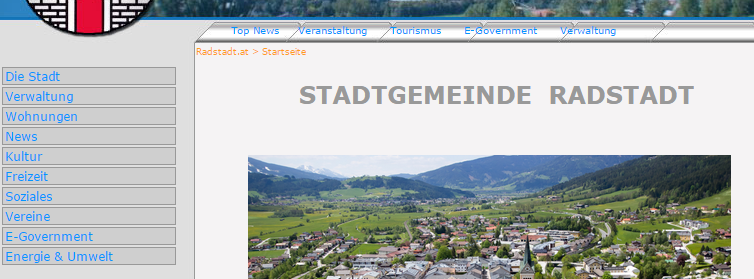 Top News Veranstaltung Tourismus E-Government Verwaltung
Radstadt.at > Startseite
Die Stadt
Verwaltung
Wohnungen
News
Kultur
Freizeit
Soziales
Vereine
E-Government
Energie & Umwelt
STADTGEMEINDE RADSTADT